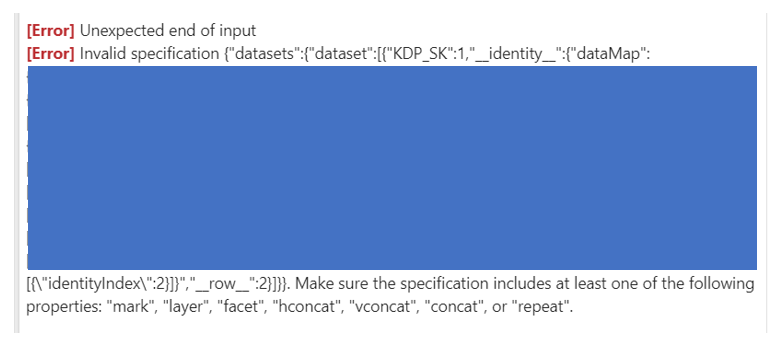 [Error] Unexpected end of input
[Error] Invalid specification {"datasets":{"dataset":[{"KDP_SK":1,"__identity__":{"dataMap":
[{\"identityIndex\":2}]}","__row__":2}]}}. Make sure the specification includes at least one of the following
properties: "mark", "layer", "facet", "hconcat", "vconcat", "concat", or "repeat".